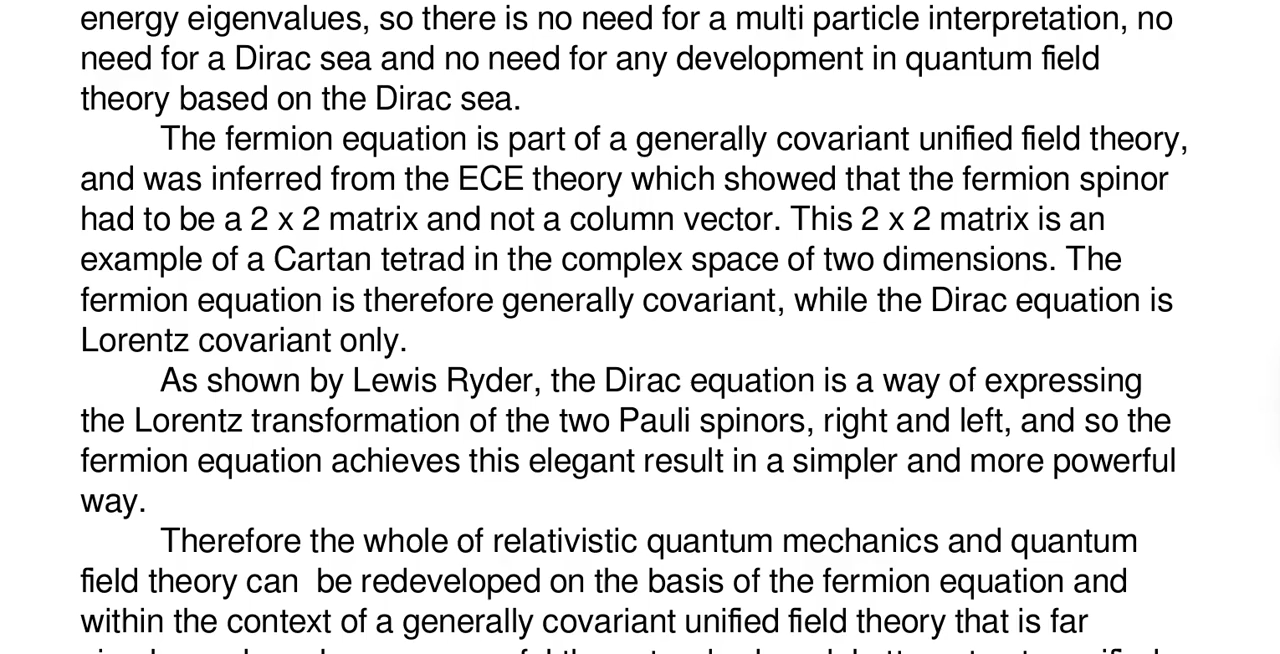 energy eigenvalues, so there is no need for a multi particle interpretation, no
need for a Dirac sea and no need for any development in quantum field
theory based on the Dirac sea.
The fermion equation is part of a generally covariant unified field theory,
and was inferred from the ECE theory which showed that the fermion spinor
had to be a 2 x 2 matrix and not a column vector. This 2 x 2 matrix is an
example of a Cartan tetrad in the complex space of two dimensions. The
fermion equation is therefore generally covariant, while the Dirac equation is
Lorentz covariant only.
As shown by Lewis Ryder, the Dirac equation is a way of expressing
the Lorentz transformation of the two Pauli spinors, right and left, and so the
fermion equation achieves this elegant result in a simpler and more powerful
way.
Therefore the whole of relativistic quantum mechanics and quantum
field theory can  be redeveloped on the basis of the fermion equation and
within the context of a generally covariant unified field theory that is far